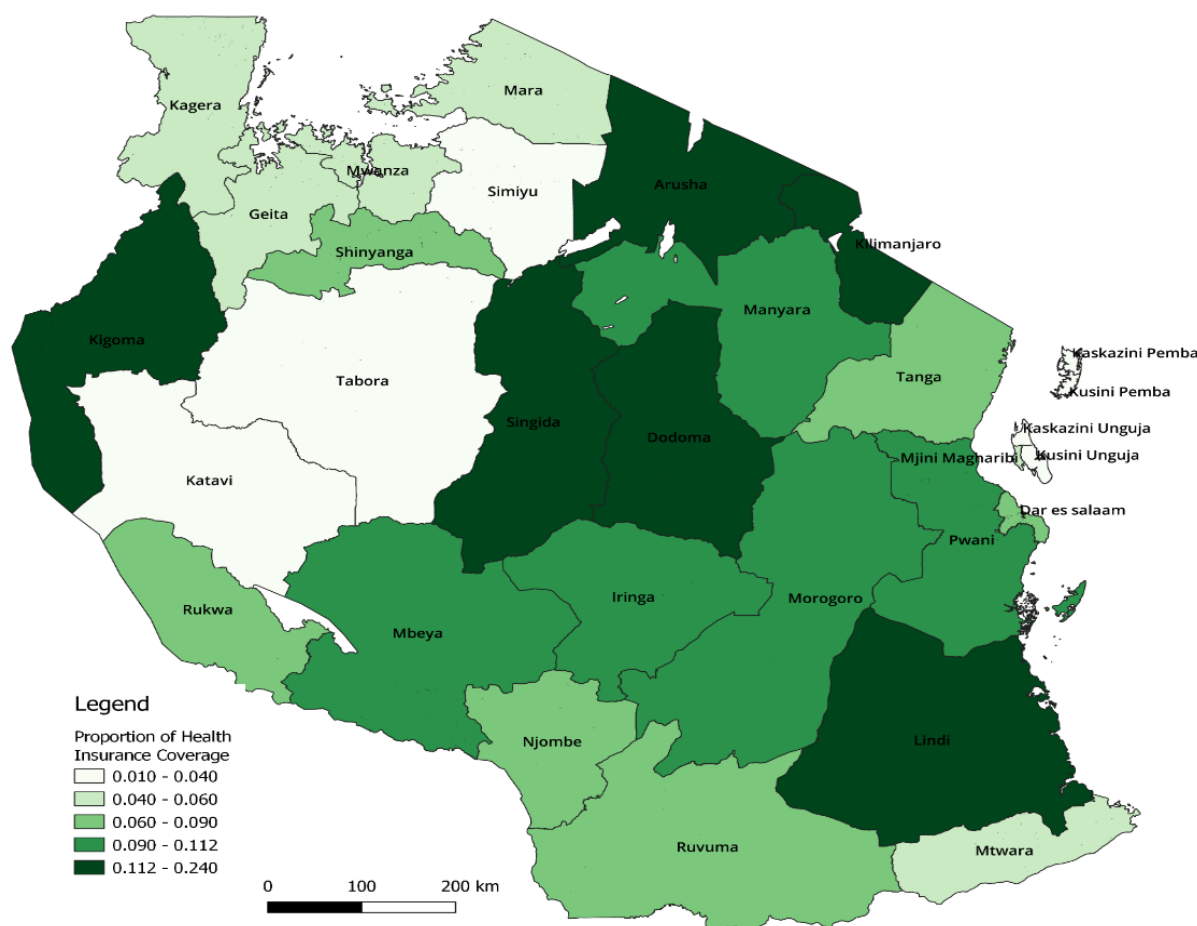 Mara
Kagera
Mwanza
Simiyu
Arusha
Geita
Kilimanjaro
Shinyanga
Manyara
Kigoma
Kaskazini Pemba
Tanga
Tabora
Kusini Pemba
Singida
Dodoma
Kaskazini Unguja
Mjini Magharibi
Kusini Unguja
Katavi
Dar es salaam
Pwani
Iringa
Morogoro
Rukwa
Mbeya
Legend
Proportion of Health
Insurance Coverage
0.010 - 0.040
0.040 - 0.060
0.060 - 0.090
0.090 - 0.112
0.112 - 0.240
Njombe
Lindi
Ruvuma
Mtwara
0 100 200 km